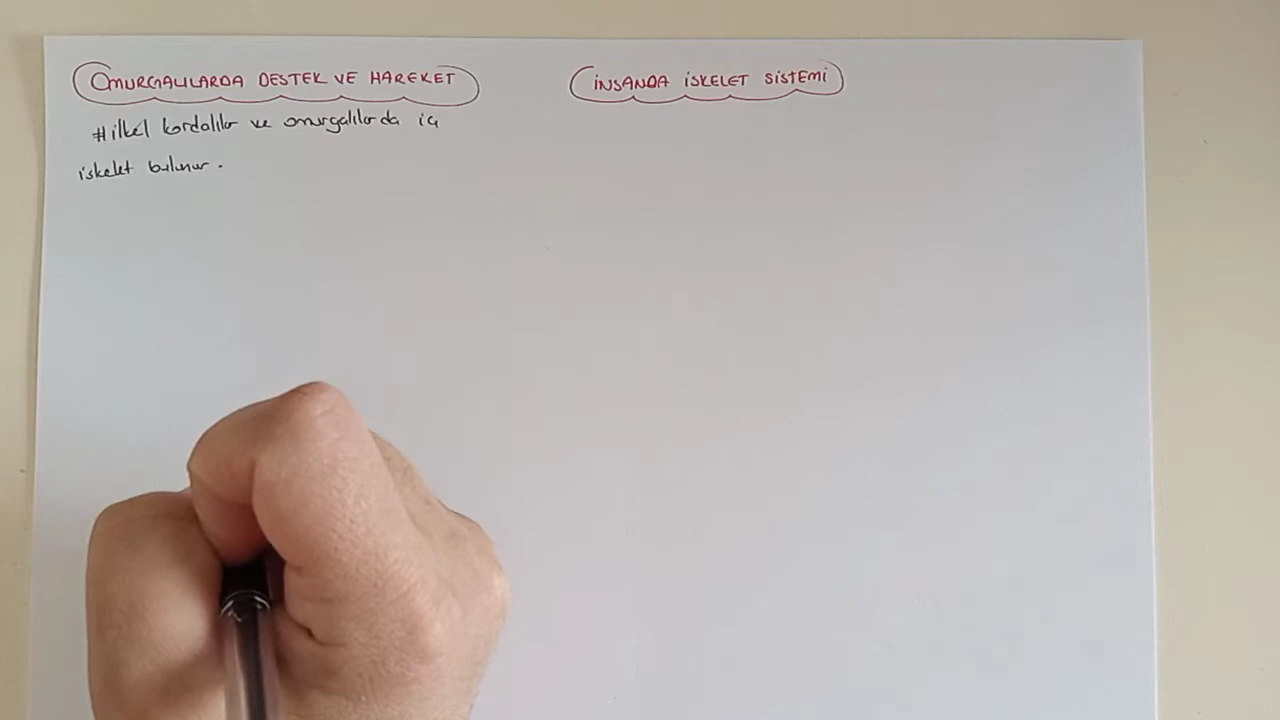 OMURGALILARDA DESTEK VE HAREKET
#ilkel kordalılar ve omurgalılarda iç
iskelet bulunur.
İNSANDA İSKELET SİSTEMİ